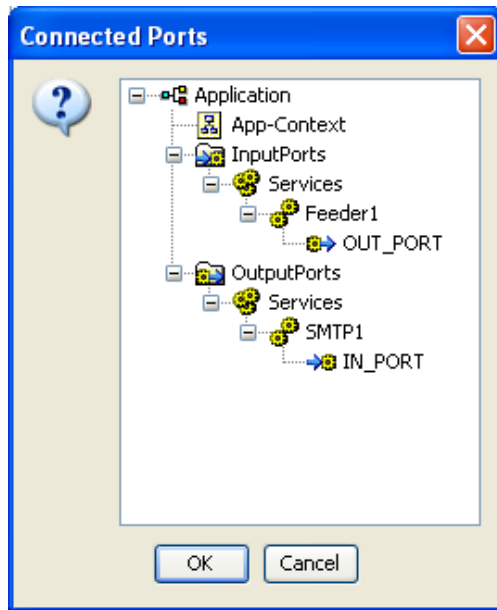 Connected Ports
Application
App-Context
InputPorts
Services
Feeder1
OUT_PORT
OutputPorts
Services
SMTP1
IN_PORT
OK Cancel